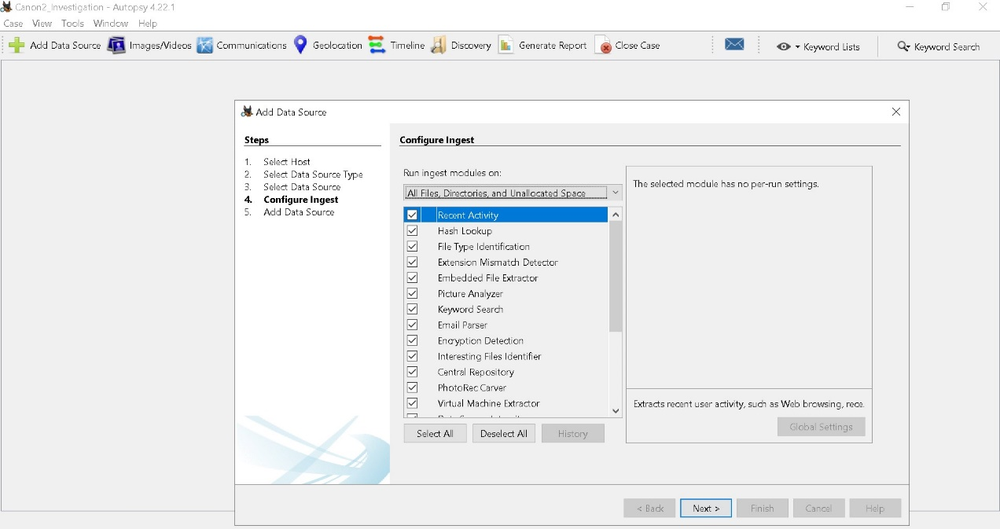 Canon2_investigation - Autopsy 4.22.1
Case View Tools Window Help
Add Data Source Images/Videos Communications Geolocation Timeline Discovery Generate Report Close Case Keyword Lists Keyword Search
Add Data Source
Steps
1. Select Host
2. Select Data Source Type
3. Select Data Source
4. Configure Ingest
5. Add Data Source
Configure Ingest
Run ingest modules on:
All Files, Directories, and Unallocated Space
Recent Activity
Hash Lookup
File Type Identification
Extension Mismatch Detector
Embedded File Extractor
Picture Analyzer
Keyword Search
Email Parser
Encryption Detection
Interesting Files Identifier
Central Repository
PhotoRec Carver
Virtual Machine Extractor
Select All Deselect All History
The selected module has no per-run settings.
Extracts recent user activity, such as Web browsing, rece.
Global Settings
< Back Next > Finish Cancel Help